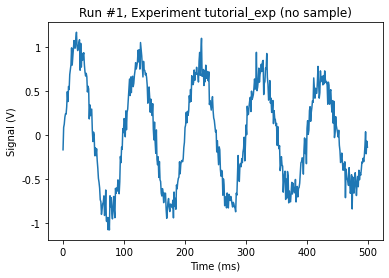 Run #1, Experiment tutorial_exp (no sample)
1
0.5
0
-0.5
-1
Signal (V)
0 100 200 300 400 500
Time (ms)